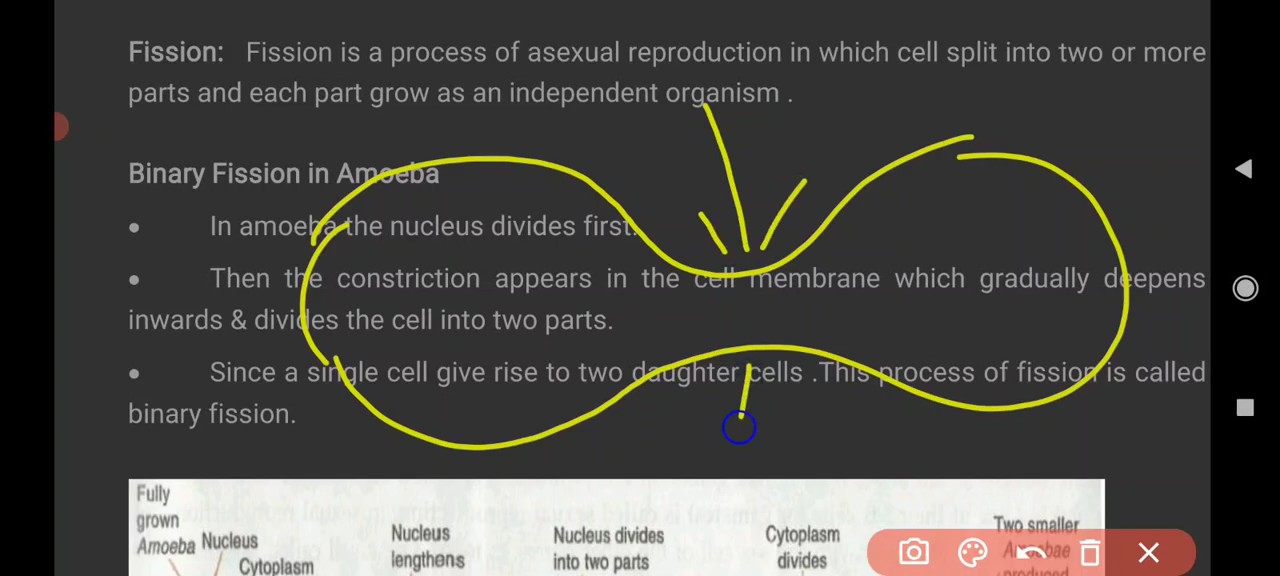 Fission: Fission is a process of asexual reproduction in which cell split into two or more
parts and each part grow as an independent organism .
Binary Fission in Amoeba
• In amoeba the nucleus divides first.
• Then the constriction appears in the cell membrane which gradually deepens
inwards & divides the cell into two parts.
• Since a single cell give rise to two daughter cells .This process of fission is called
binary fission.
Fully
grown
Amoeba
Nucleus
Cytoplasm
Nucleus
lengthens
Nucleus divides
into two parts
Cytoplasm
divides
Two smaller
Amoebae
produced